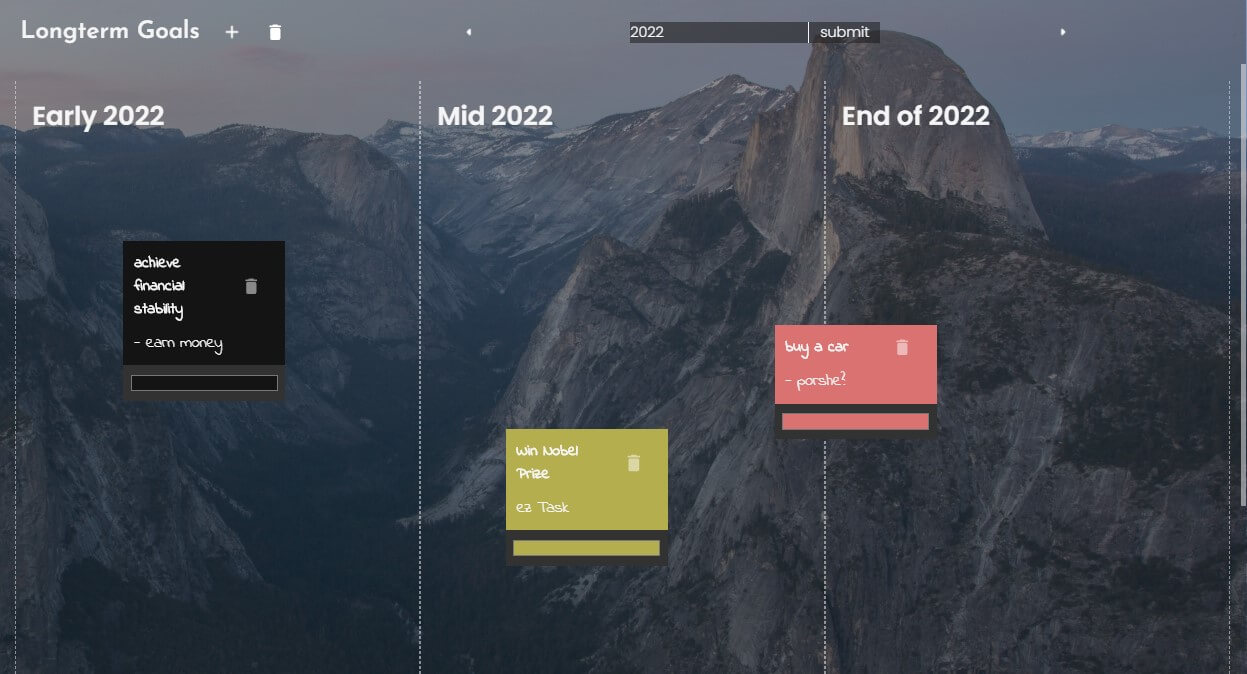 Longterm Goals
2022
submit
Early 2022
Mid 2022
End of 2022
achieve
financial
stability
- earn money
Win Nobel
Prize
ez Task
buy a car
- porshe?